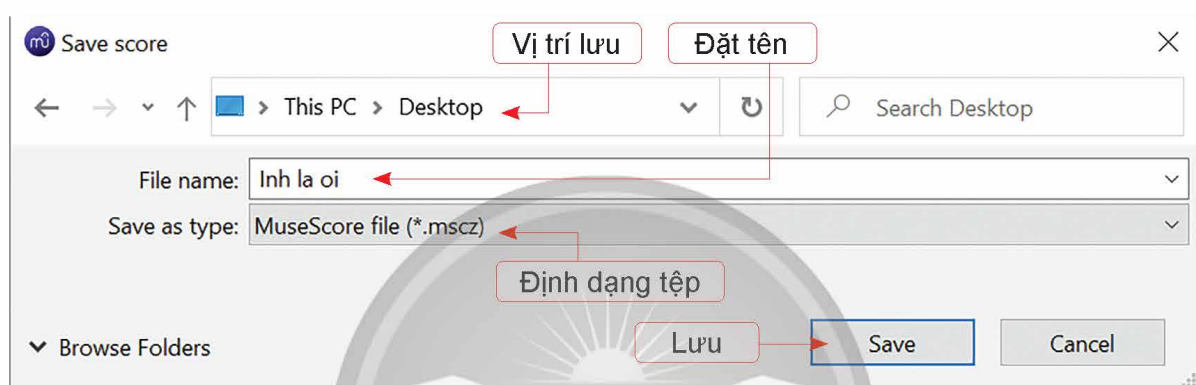 Save score
Vị trí lưu
Đặt tên
This PC > Desktop
Search Desktop
File name: Inh la oi
Save as type: MuseScore file (*.mscz)
Định dạng tệp
Browse Folders
Lưu
Save
Cancel